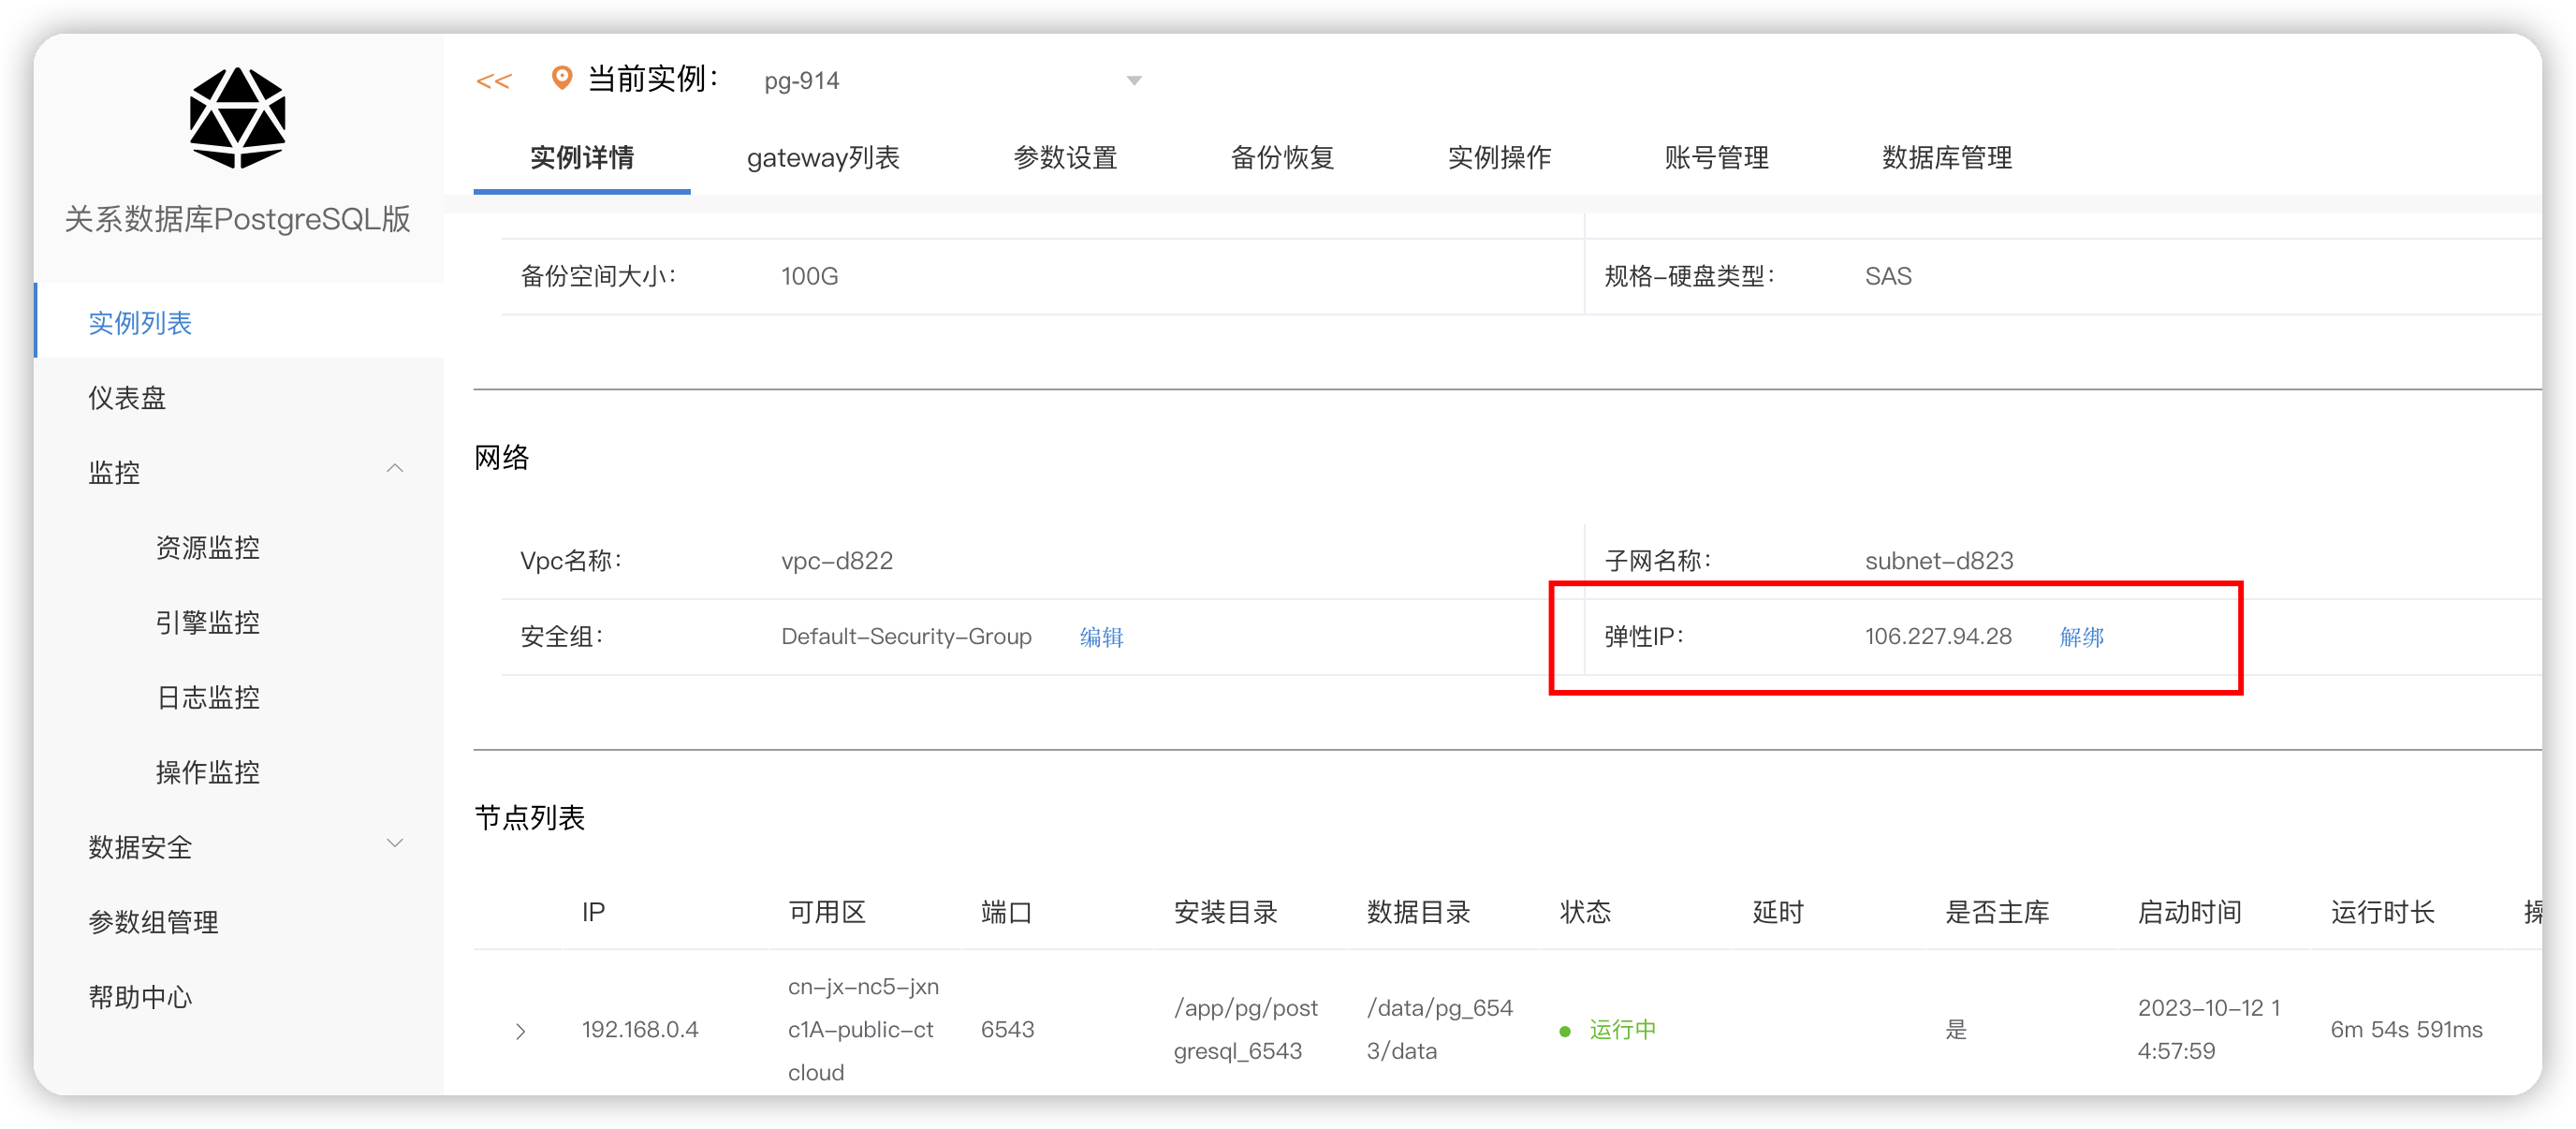 关系数据库PostgreSQL版
实例列表
仪表盘
监控
资源监控
引擎监控
日志监控
操作监控
数据安全
参数组管理
帮助中心
<< 当前实例： pg-914
实例详情 gateway列表 参数设置 备份恢复 实例操作 账号管理 数据库管理
备份空间大小： 100G 规格-硬盘类型： SAS
网络
Vpc名称： vpc-d822 子网名称： subnet-d823
安全组： Default-Security-Group 编辑 弹性IP： 106.227.94.28 解绑
节点列表
IP 可用区 端口 安装目录 数据目录 状态 延时 是否主库 启动时间 运行时长
192.168.0.4
cn-jx-nc5-jxn
c1A-public-ct
cloud
6543
/app/pg/post
gresql_6543
/data/pg_654
3/data
运行中
是
2023-10-12 1
4:57:59
6m 54s 591ms